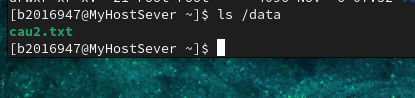 [b2016947@MyHostSever ~]$ ls /data
cau2.txt
[b2016947@MyHostSever ~]$